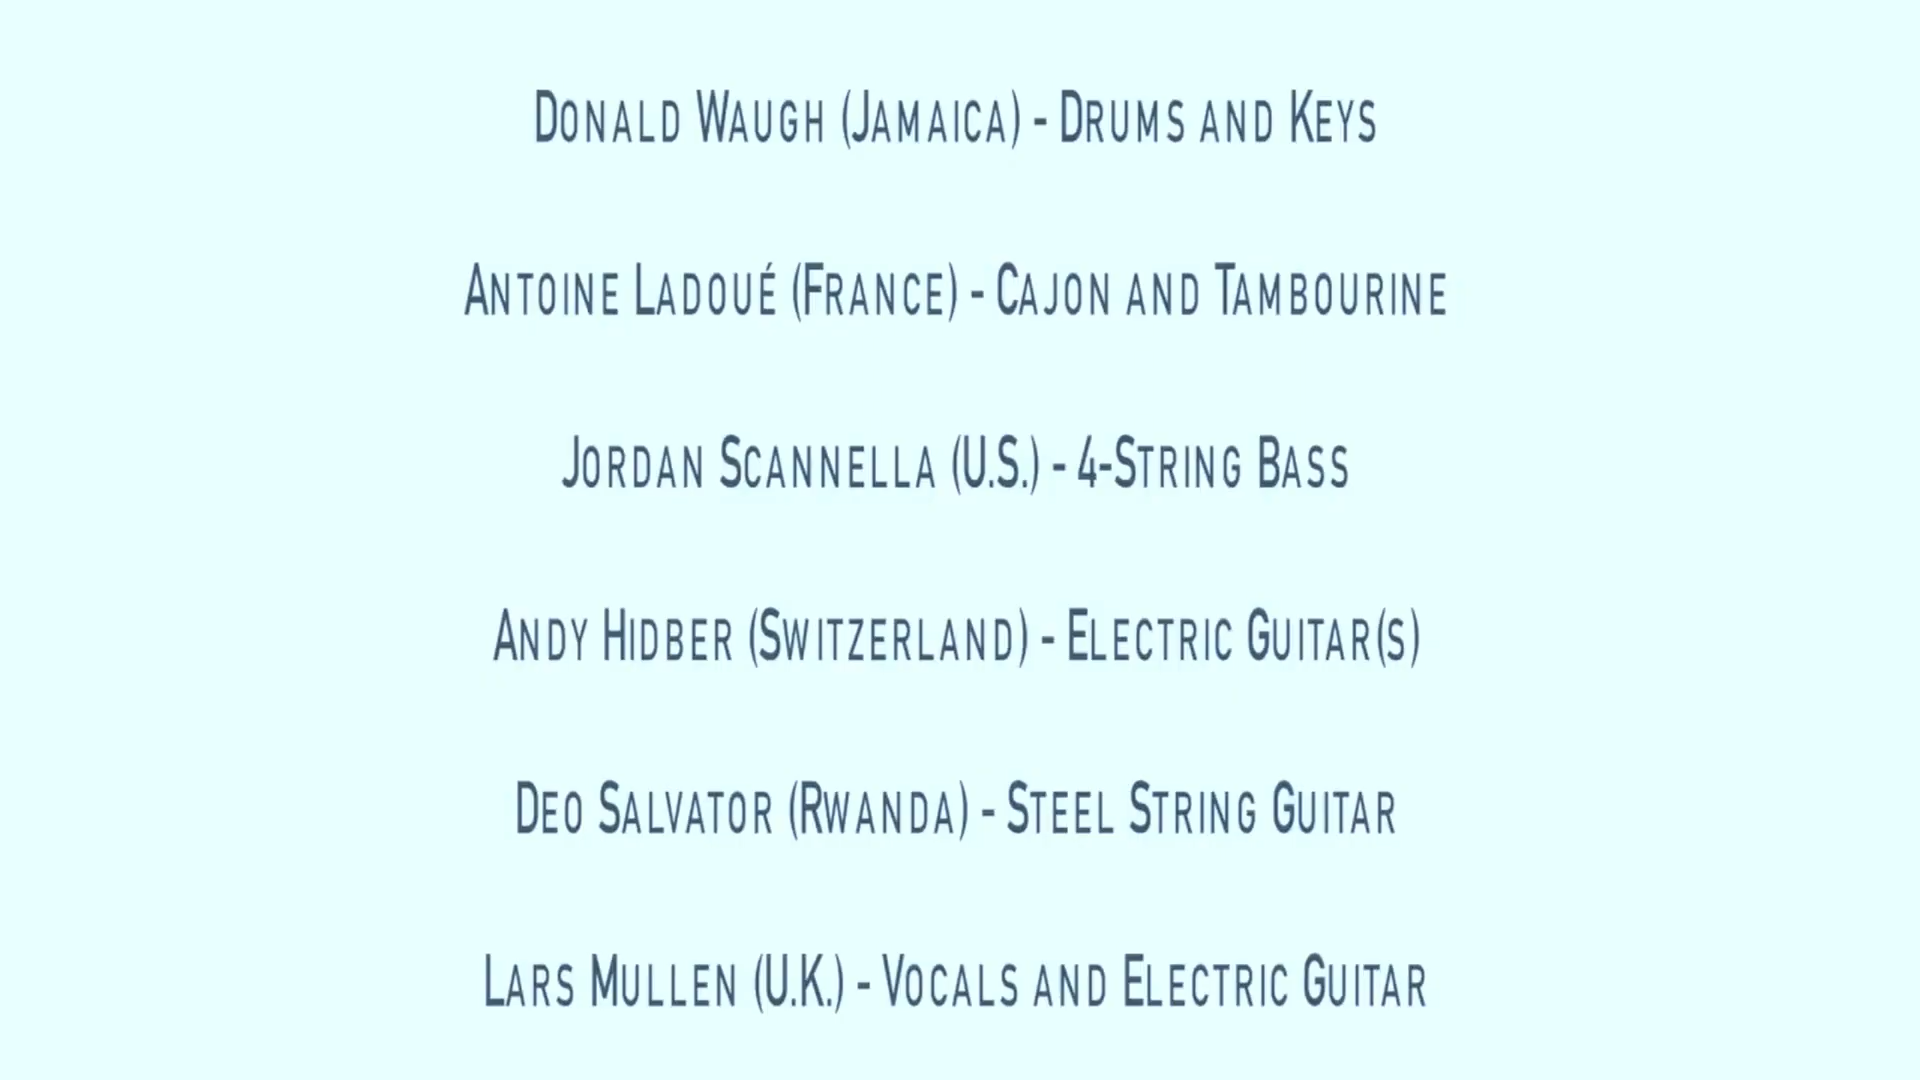 Donald Waugh (Jamaica) - Drums and Keys
Antoine Ladoué (France) - Cajon and Tambourine
Jordan Scannella (U.S.) - 4-String Bass
Andy Hidber (Switzerland) - Electric Guitar(s)
Deo Salvator (Rwanda) - Steel String Guitar
Lars Mullen (U.K.) - Vocals and Electric Guitar